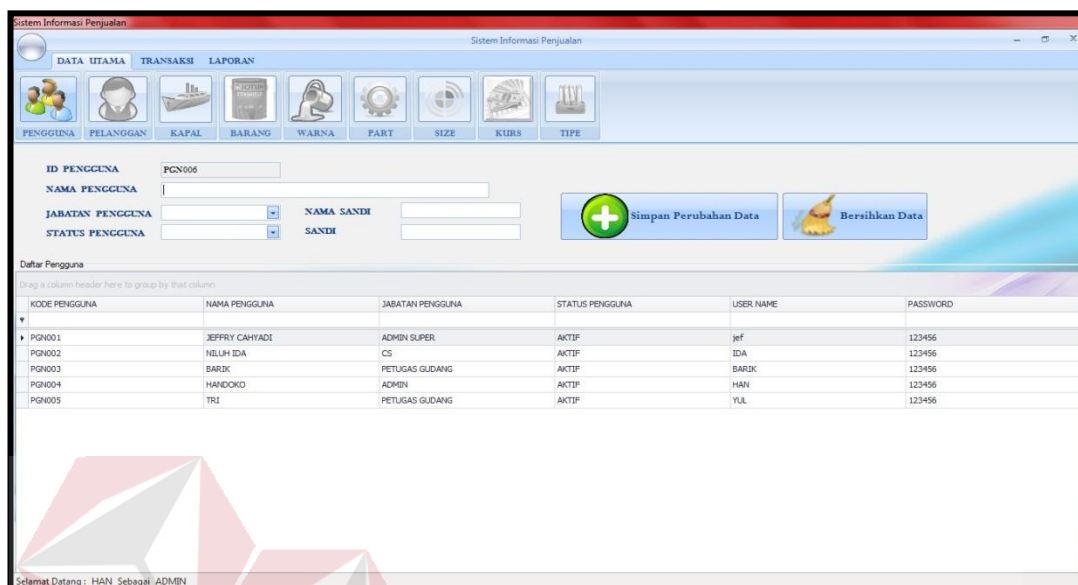 Sistem Informasi Penjualan
Sistem Informasi Penjualan
DATA UTAMA TRANSAKSI LAPORAN
PENGGUNA PELANGGAN KAPAL BARANG WARNA PART SIZE KURS TIPE
ID PENGGUNA PGN006
NAMA PENGGUNA
JABATAN PENGGUNA NAMA SANDI
STATUS PENGGUNA SANDI
Simpan Perubahan Data Bersihkan Data
Daftar Pengguna
Drag a column header here to group by that column
KODE PENGGUNA NAMA PENGGUNA JABATAN PENGGUNA STATUS PENGGUNA USER NAME PASSWORD
PGN001 JEFFRY CAHYADI ADMIN SUPER AKTIF jef 123456
PGN002 NILUH IDA CS AKTIF IDA 123456
PGN003 BARIK PETUGAS GUDANG AKTIF BARIK 123456
PGN004 HANDOKO ADMIN AKTIF HAN 123456
PGN005 TRI PETUGAS GUDANG AKTIF YUL 123456
Selamat Datang : HAN Sebagai ADMIN